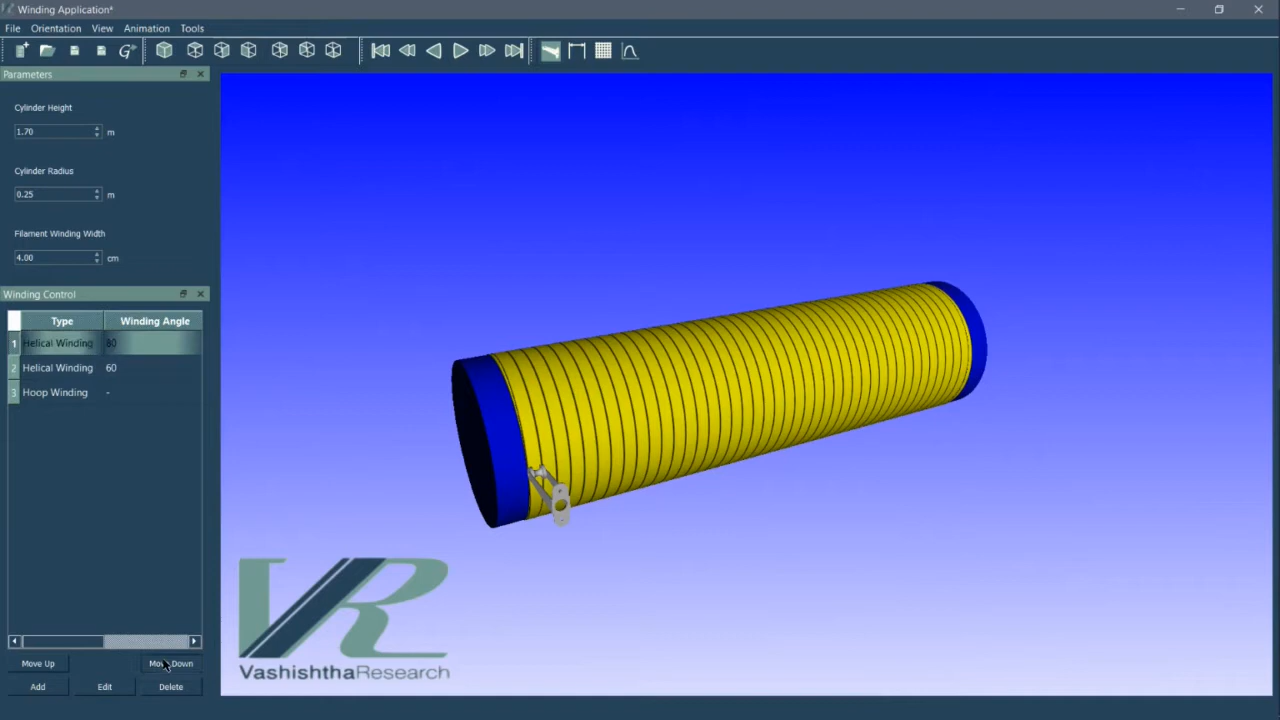 Winding Application*
File Orientation View Animation Tools
G
Parameters
Cylinder Height
1.70 m
Cylinder Radius
0.25 m
Filament Winding Width
4.00 cm
Winding Control
Type Winding Angle
1 Helical Winding 80
2 Helical Winding 60
3 Hoop Winding -
Move Up Move Down
Add Edit Delete
VR
VashishthaResearch